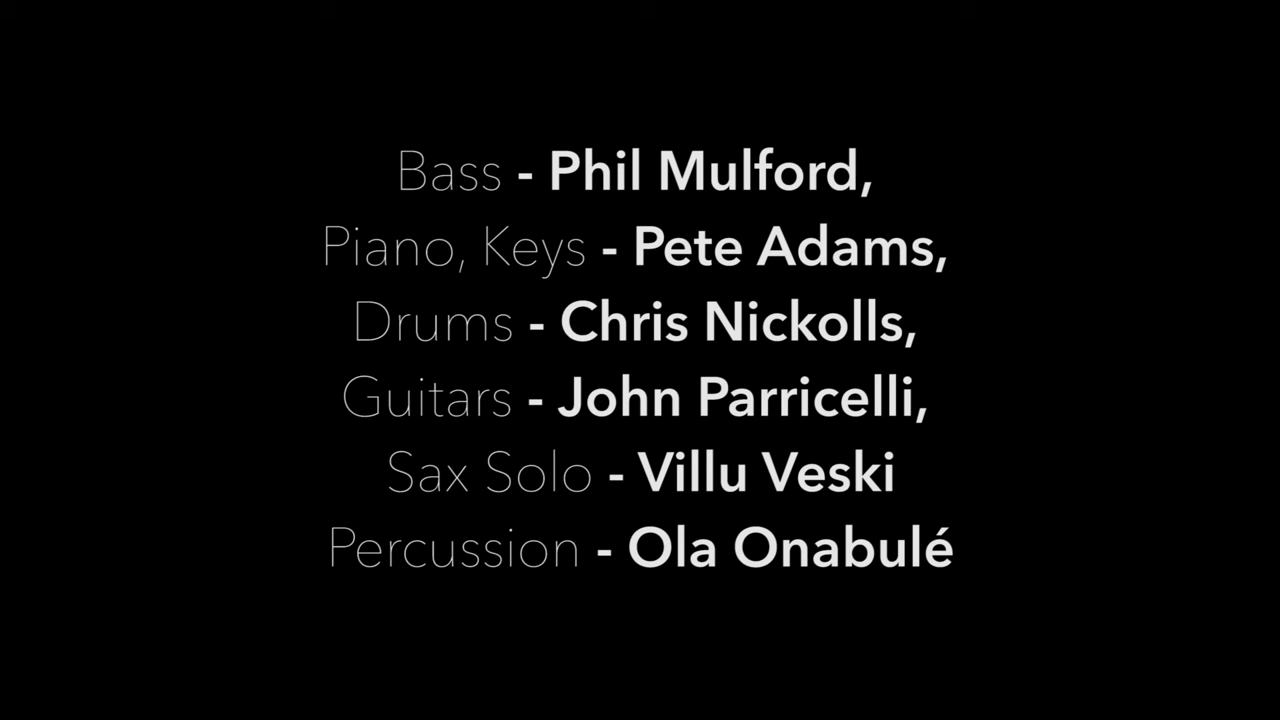 Bass - Phil Mulford,
Piano, Keys - Pete Adams,
Drums - Chris Nickolls,
Guitars - John Parricelli,
Sax Solo - Villu Veski
Percussion - Ola Onabulé